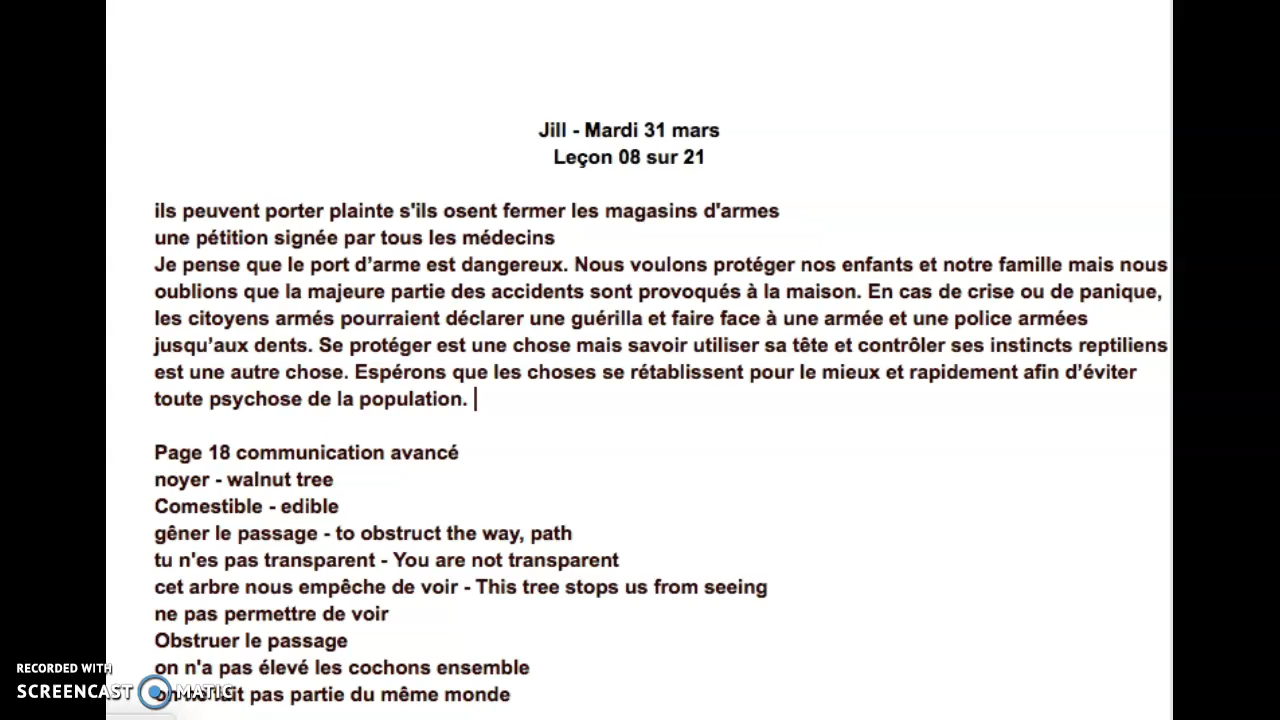 Jill - Mardi 31 mars
Leçon 08 sur 21
ils peuvent porter plainte s'ils osent fermer les magasins d'armes
une pétition signée par tous les médecins
Je pense que le port d’arme est dangereux. Nous voulons protéger nos enfants et notre famille mais nous
oublions que la majeure partie des accidents sont provoqués à la maison. En cas de crise ou de panique,
les citoyens armés pourraient déclarer une guérilla et faire face à une armée et une police armées
jusqu’aux dents. Se protéger est une chose mais savoir utiliser sa tête et contrôler ses instincts reptiliens
est une autre chose. Espérons que les choses se rétablissent pour le mieux et rapidement afin d’éviter
toute psychose de la population.
Page 18 communication avancé
noyer - walnut tree
Comestible - edible
gêner le passage - to obstruct the way, path
tu n'es pas transparent - You are not transparent
cet arbre nous empêche de voir - This tree stops us from seeing
ne pas permettre de voir
Obstruer le passage
on n'a pas élevé les cochons ensemble
pas partie du même monde
RECORDED WITH
SCREENCAST MATIC